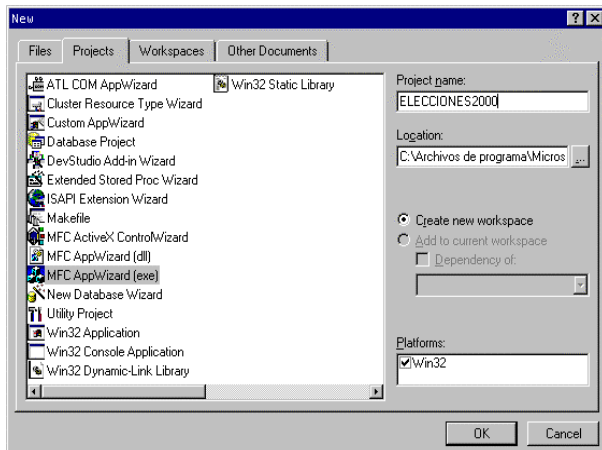 New
Files Projects Workspaces Other Documents
ATL COM AppWizard
Cluster Resource Type Wizard
Custom AppWizard
Database Project
DevStudio Add-in Wizard
Extended Stored Proc Wizard
ISAPI Extension Wizard
Makefile
MFC ActiveX ControlWizard
MFC AppWizard (dll)
MFC AppWizard (exe)
New Database Wizard
Utility Project
Win32 Application
Win32 Console Application
Win32 Dynamic-Link Library
Win32 Static Library
Project name:
ELECCIONES2000
Location:
C:\Archivos de programa\Micros
...
Create new workspace
Add to current workspace
Dependency of:
Platforms:
Win32
OK Cancel